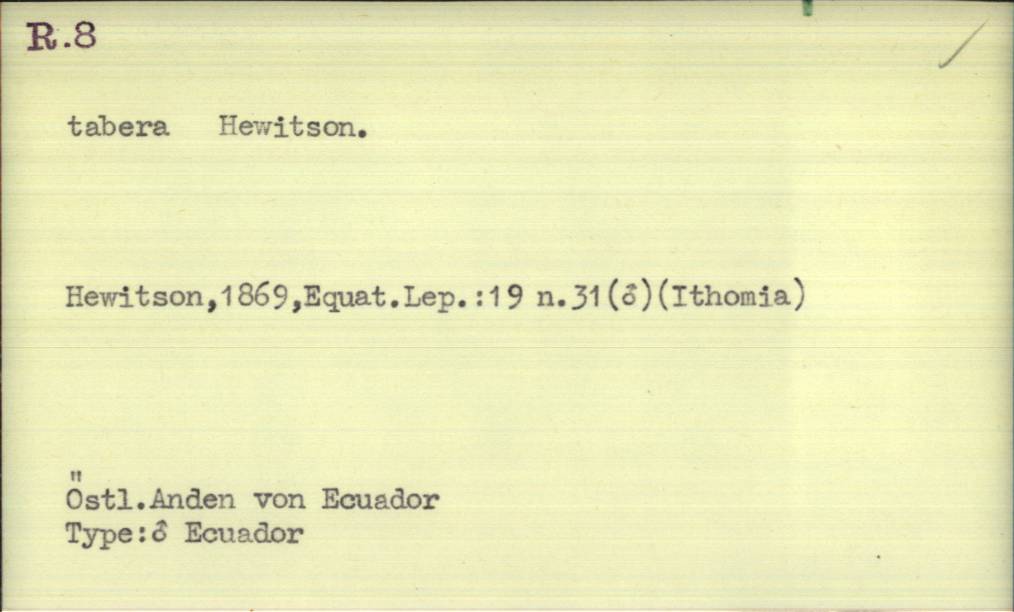 R.8
tabera Hewitson.
Hewitson,1869,Equat.Lep.:19 n.31(♂)(Ithomia)
Östl.Anden von Ecuador
Type:♂ Ecuador